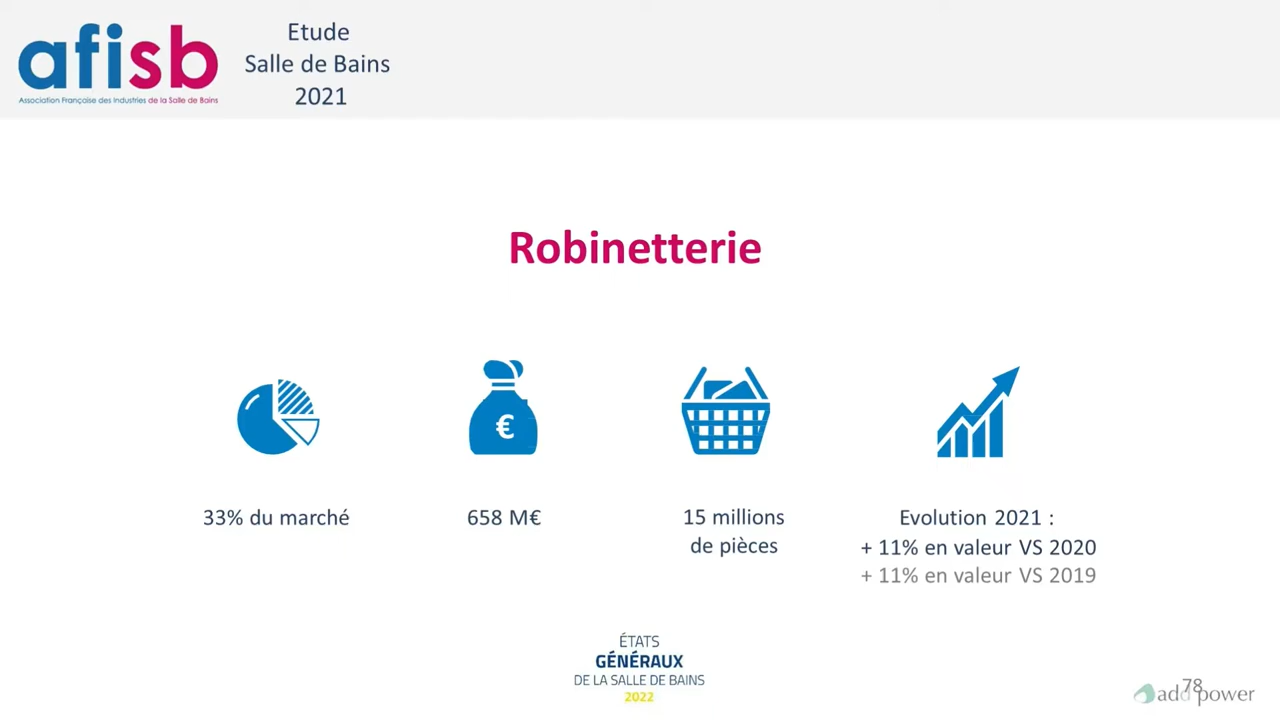 afisb
Association Française des Industries de la Salle de Bains
Etude
Salle de Bains
2021
Robinetterie
€
33% du marché
658 M€
15 millions
de pièces
Evolution 2021 :
+ 11% en valeur VS 2020
+ 11% en valeur VS 2019
ÉTATS
GÉNÉRAUX
DE LA SALLE DE BAINS
2022
78
add power